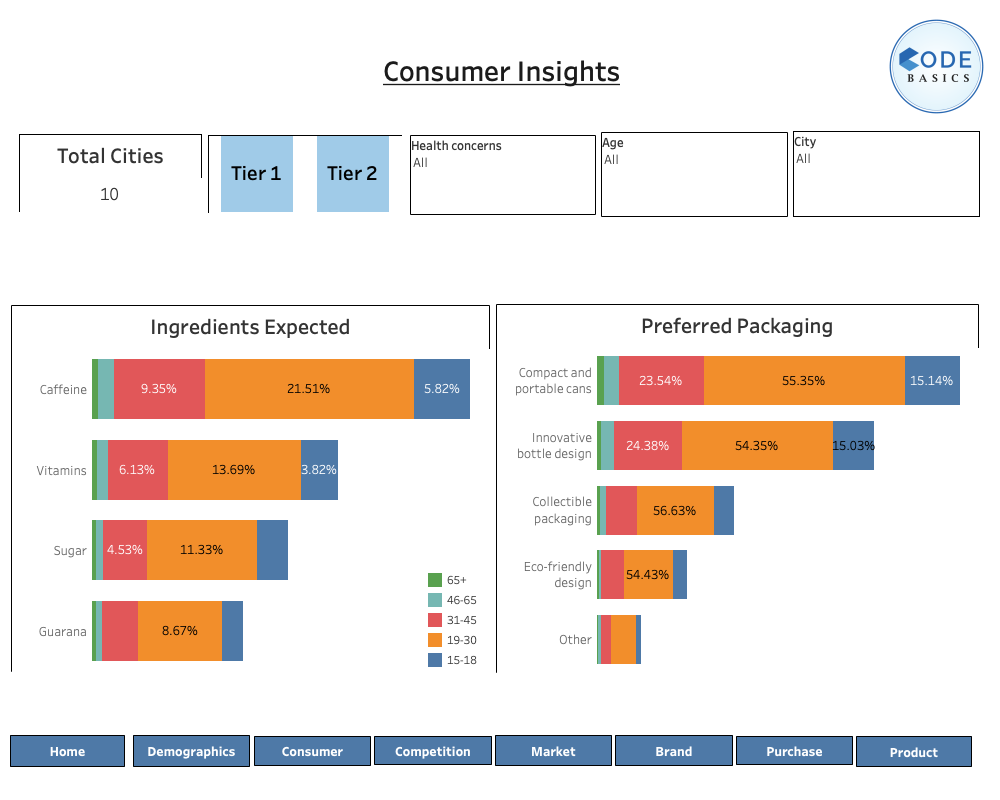 Consumer Insights
CODE
BASICS
Total Cities
10
Tier 1
Tier 2
Health concerns
All
Age
All
City
All
Ingredients Expected
Caffeine
9.35%
21.51%
5.82%
Vitamins
6.13%
13.69%
3.82%
Sugar
4.53%
11.33%
Guarana
8.67%
65+
46-65
31-45
19-30
15-18
Preferred Packaging
Compact and
portable cans
23.54%
55.35%
15.14%
Innovative
bottle design
24.38%
54.35%
15.03%
Collectible
packaging
56.63%
Eco-friendly
design
54.43%
Other
Home
Demographics
Consumer
Competition
Market
Brand
Purchase
Product